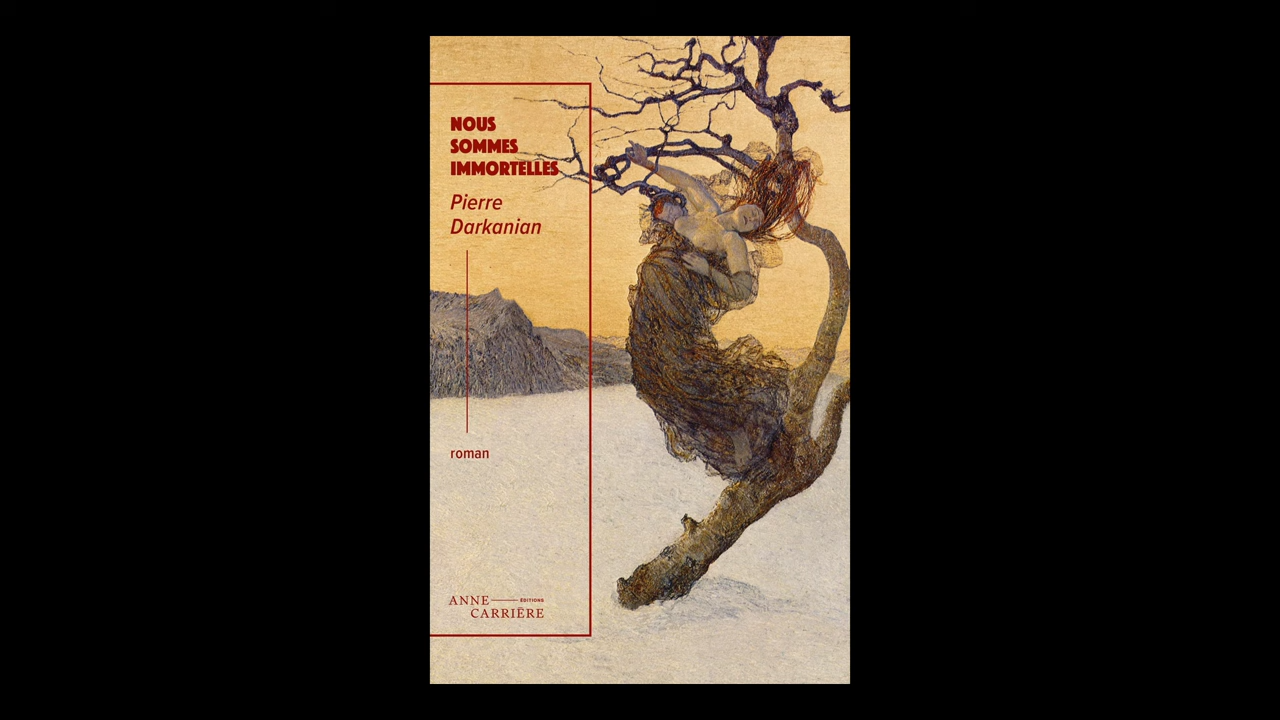 NOUS
SOMMES
IMMORTELLES
Pierre
Darkanian
roman
ANNE ÉDITIONS
CARRIÈRE